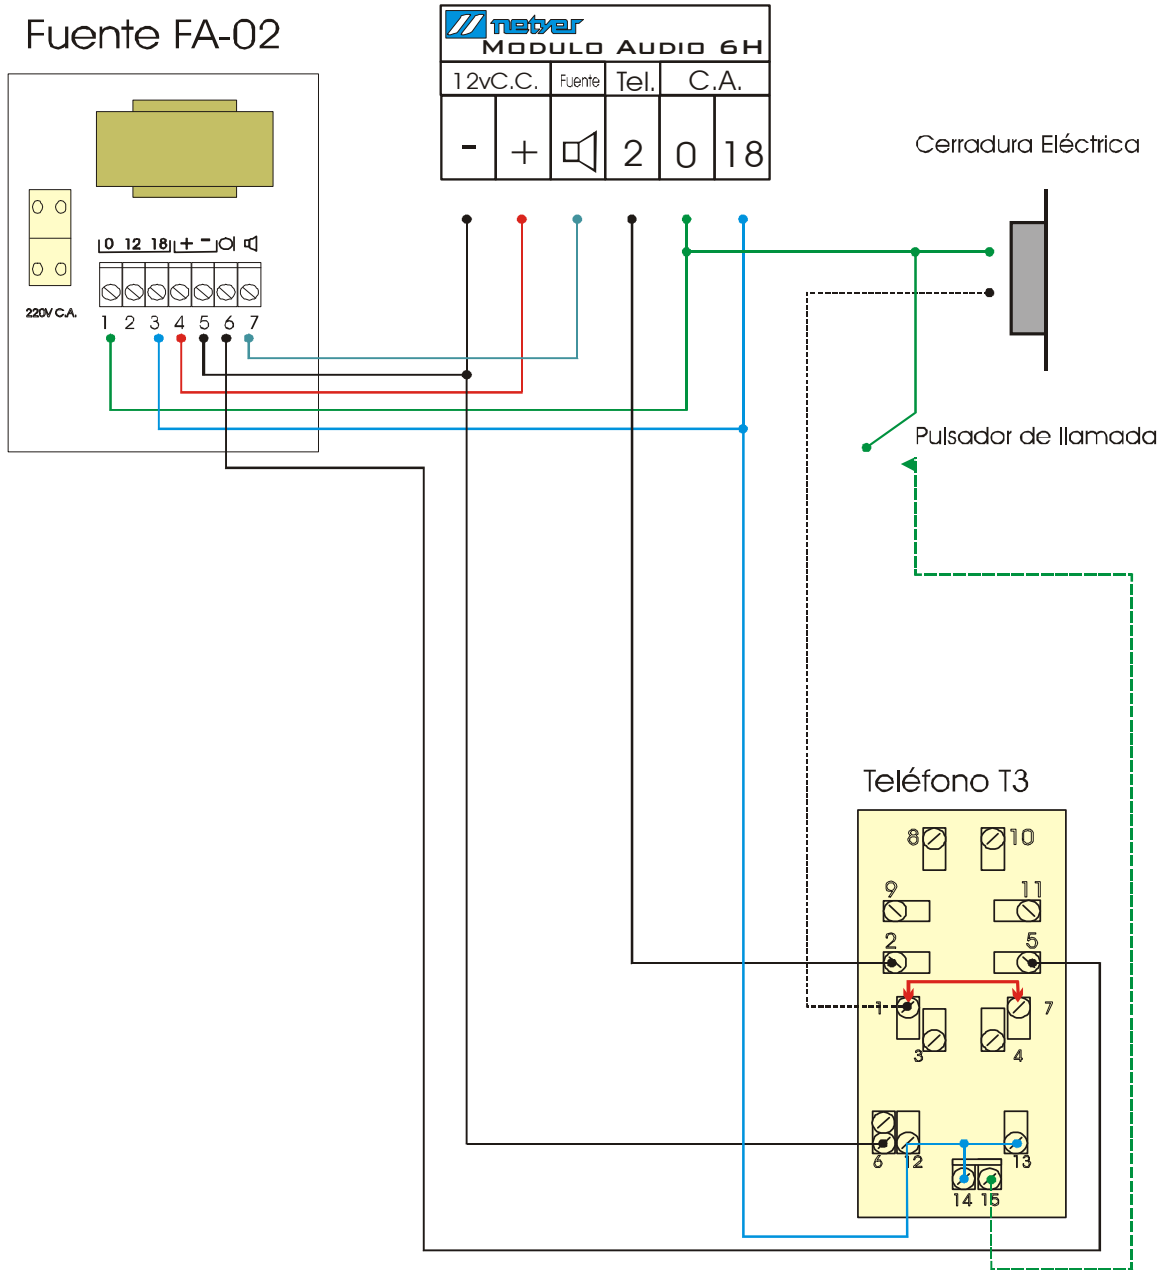 Fuente FA-02
netyer
MODULO AUDIO 6H
12vC.C. Fuente Tel. C.A.
- + 2 0 18
Cerradura Eléctrica
0 12 18 + -
220V C.A.
1 2 3 4 5 6 7
Pulsador de llamada
Teléfono T3
8 10
9 11
2 5
1 7
3 4
6 12 13
14 15